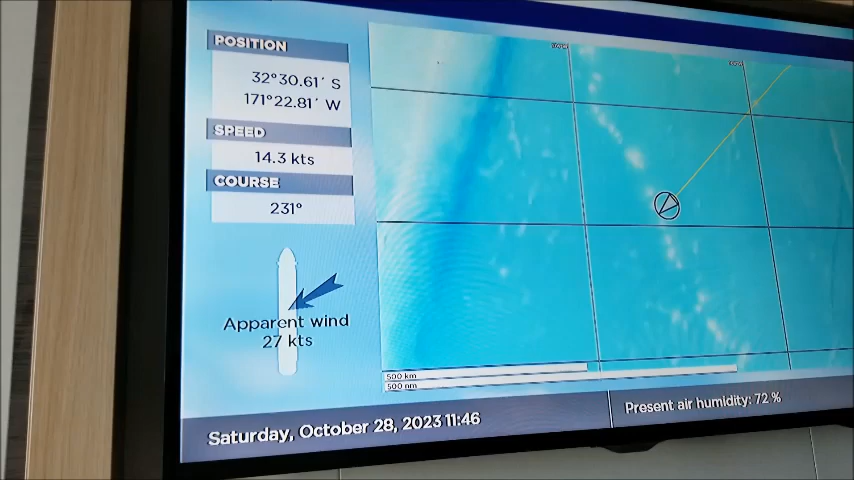 POSITION
32°30.61´ S
171°22.81´ W
SPEED
14.3 kts
COURSE
231°
Apparent wind
27 kts
500 km
500 nm
Saturday, October 28, 2023 11:46
Present air humidity: 72 %